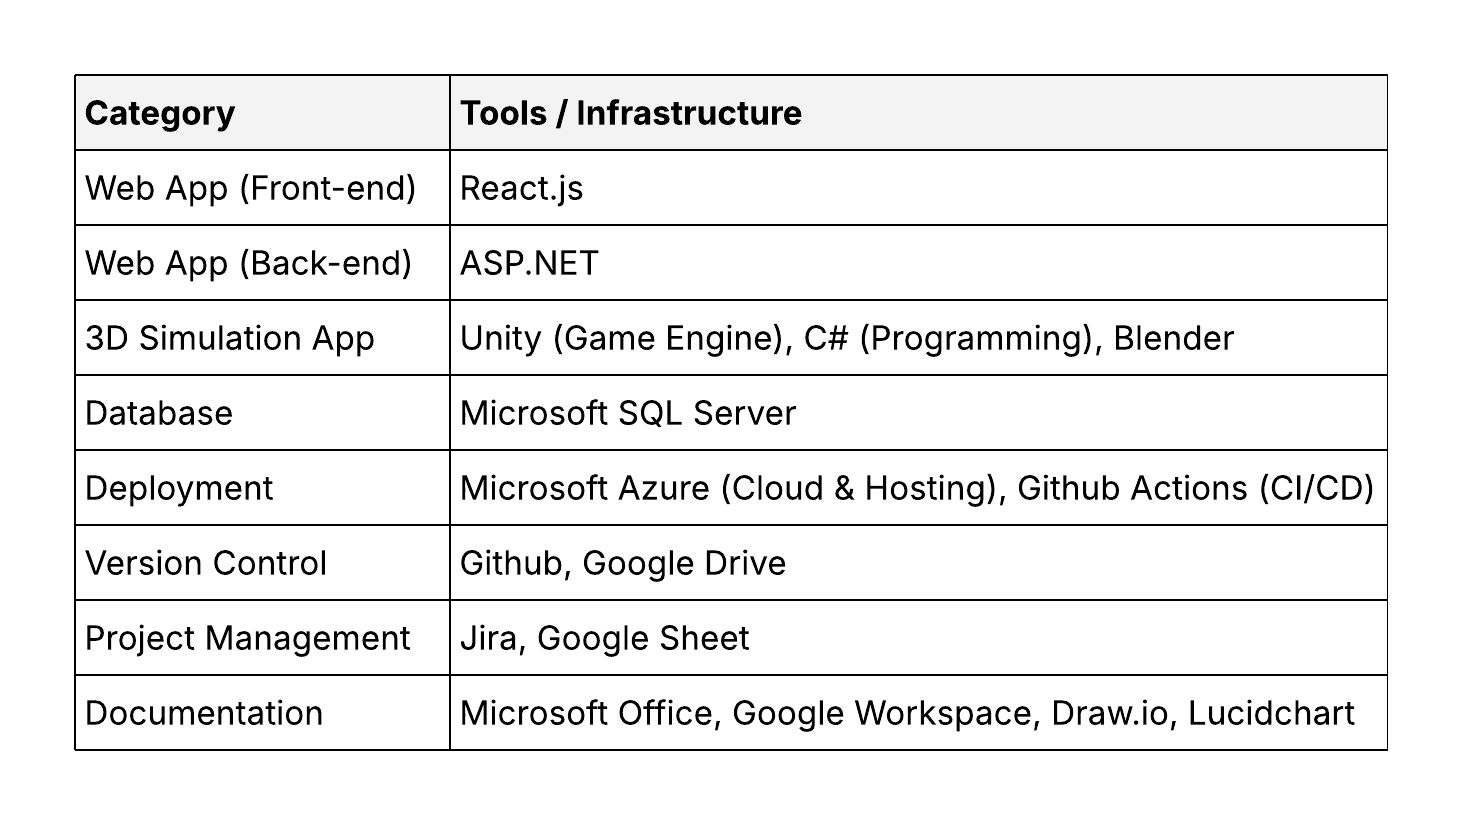 Category Tools / Infrastructure
Web App (Front-end) React.js
Web App (Back-end) ASP.NET
3D Simulation App Unity (Game Engine), C# (Programming), Blender
Database Microsoft SQL Server
Deployment Microsoft Azure (Cloud & Hosting), Github Actions (CI/CD)
Version Control Github, Google Drive
Project Management Jira, Google Sheet
Documentation Microsoft Office, Google Workspace, Draw.io, Lucidchart